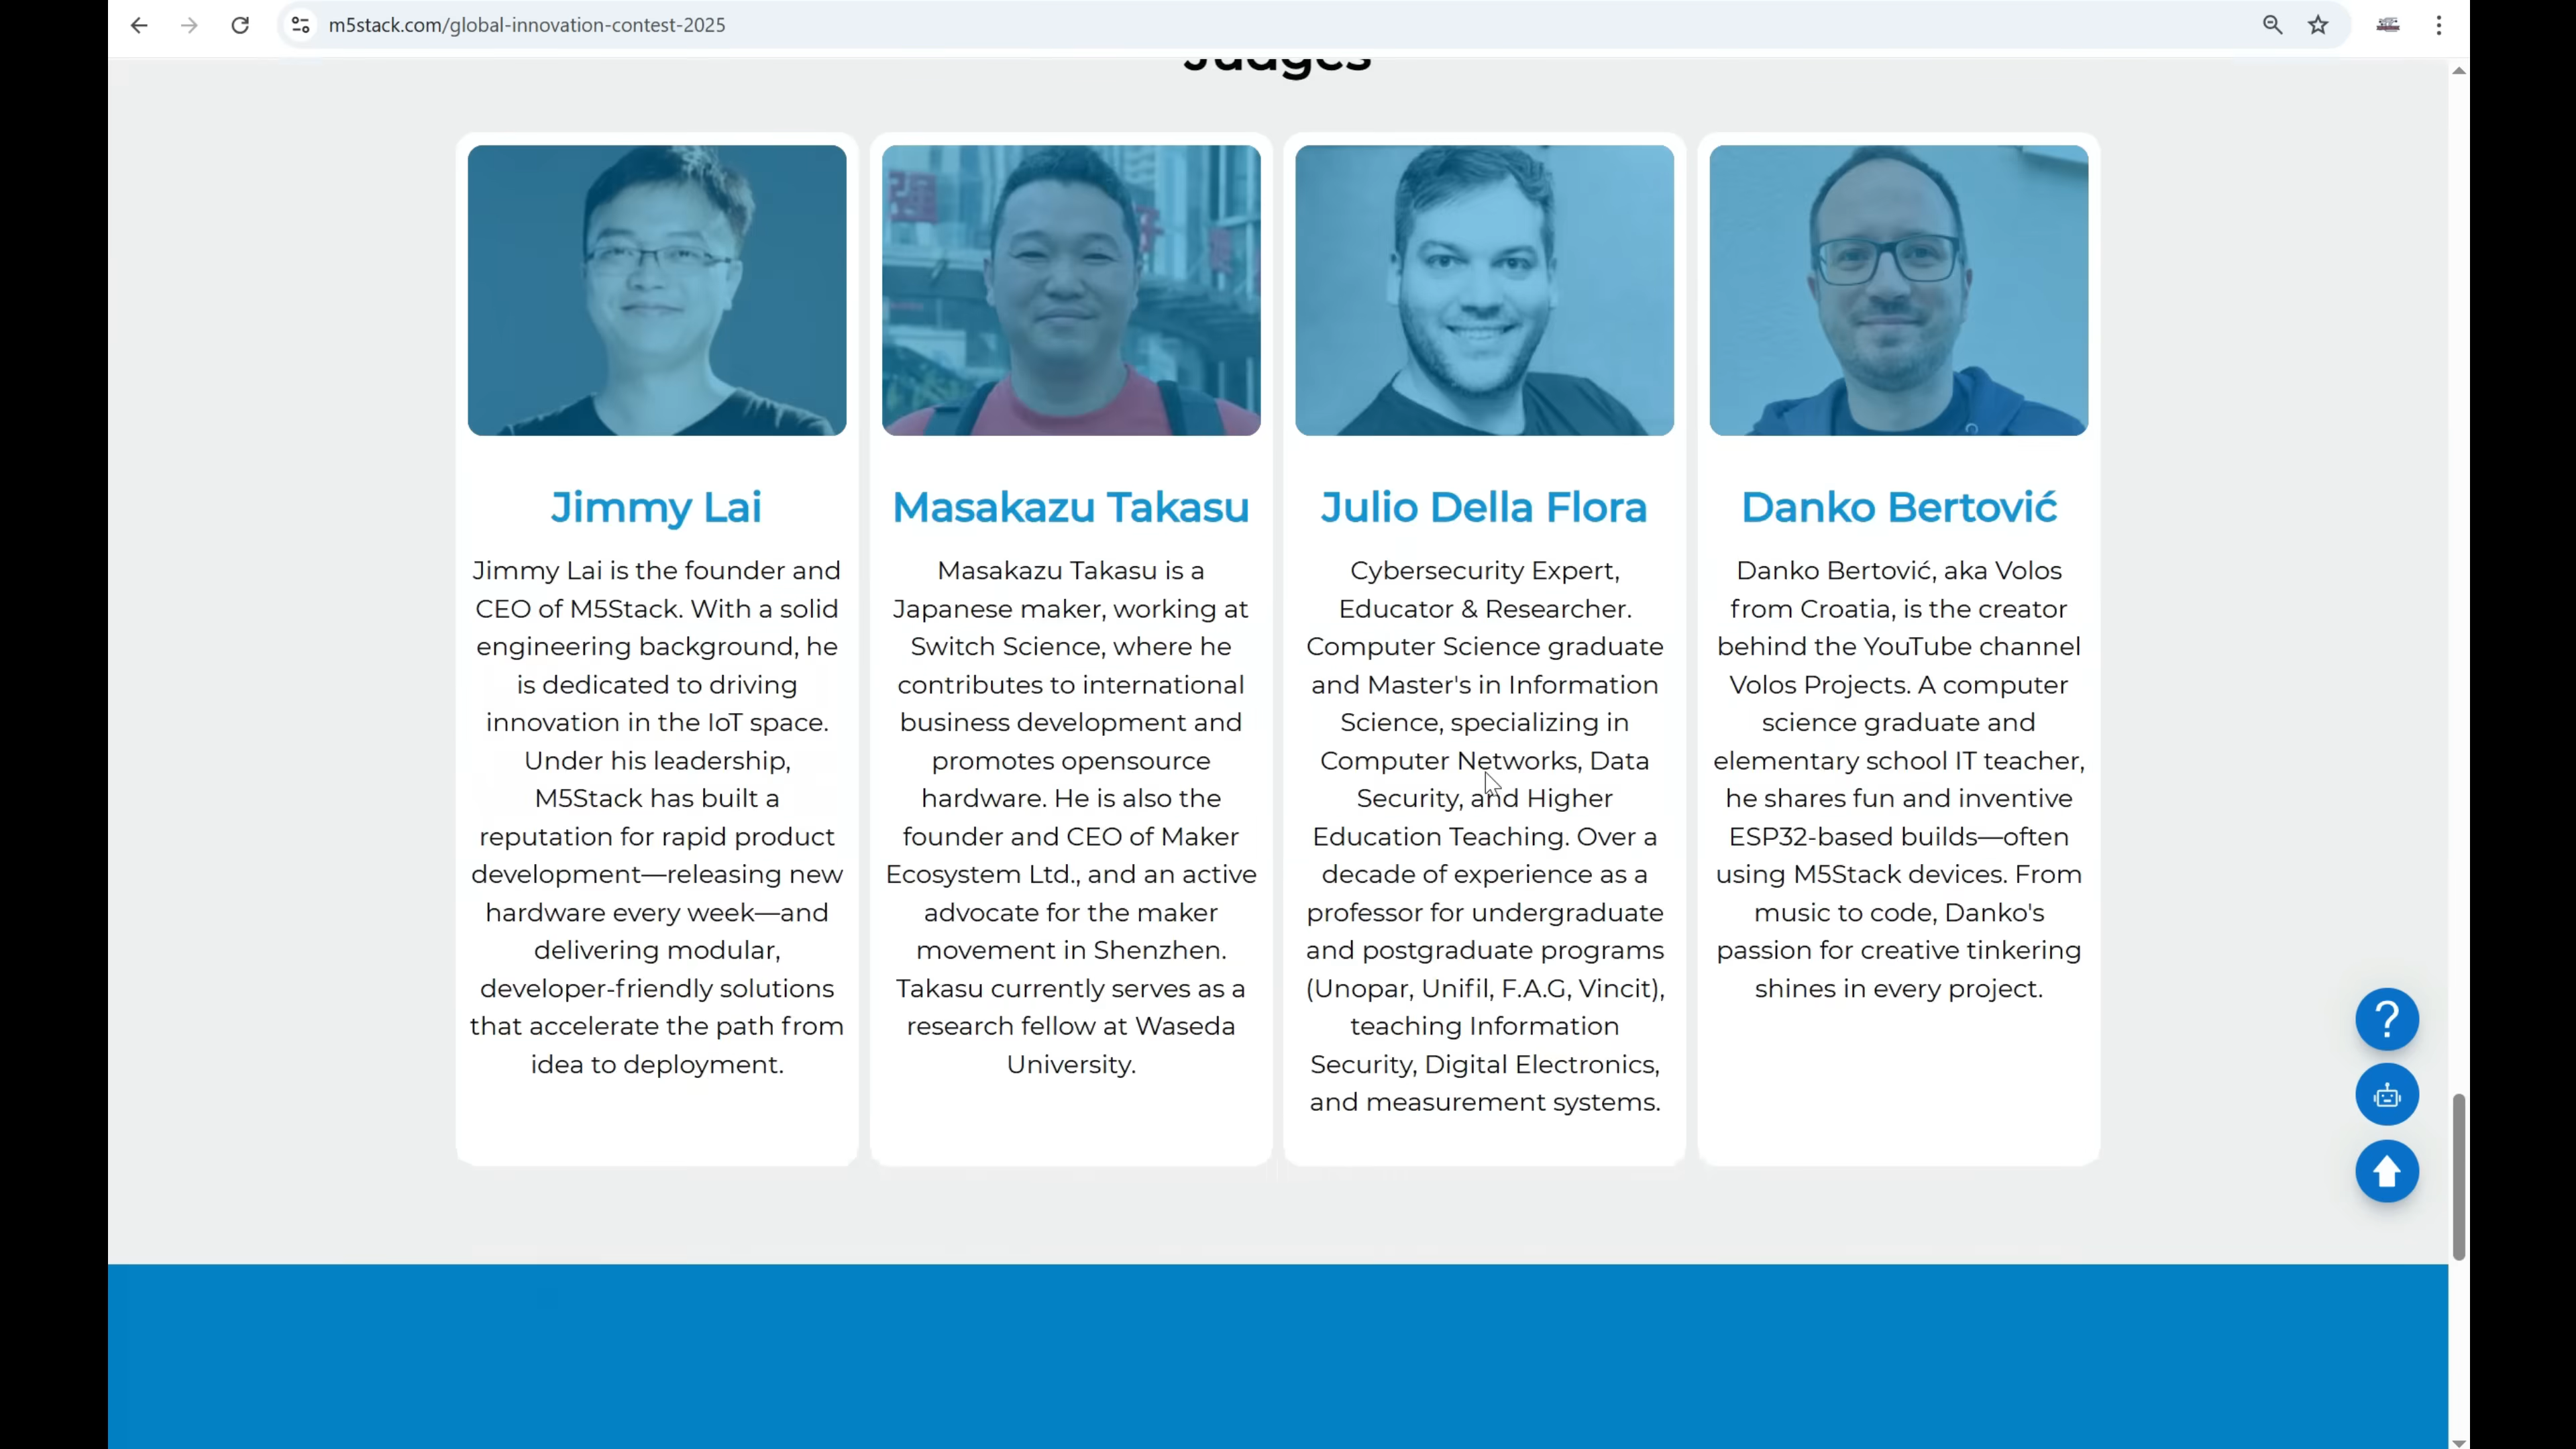 m5stack.com/global-innovation-contest-2025
Judges
强
好
Jimmy Lai
Jimmy Lai is the founder and
CEO of M5Stack. With a solid
engineering background, he
is dedicated to driving
innovation in the IoT space.
Under his leadership,
M5Stack has built a
reputation for rapid product
development—releasing new
hardware every week—and
delivering modular,
developer-friendly solutions
that accelerate the path from
idea to deployment.
Masakazu Takasu
Masakazu Takasu is a
Japanese maker, working at
Switch Science, where he
contributes to international
business development and
promotes opensource
hardware. He is also the
founder and CEO of Maker
Ecosystem Ltd., and an active
advocate for the maker
movement in Shenzhen.
Takasu currently serves as a
research fellow at Waseda
University.
Julio Della Flora
Cybersecurity Expert,
Educator & Researcher.
Computer Science graduate
and Master's in Information
Science, specializing in
Computer Networks, Data
Security, and Higher
Education Teaching. Over a
decade of experience as a
professor for undergraduate
and postgraduate programs
(Unopar, Unifil, F.A.G, Vincit),
teaching Information
Security, Digital Electronics,
and measurement systems.
Danko Bertović
Danko Bertović, aka Volos
from Croatia, is the creator
behind the YouTube channel
Volos Projects. A computer
science graduate and
elementary school IT teacher,
he shares fun and inventive
ESP32-based builds—often
using M5Stack devices. From
music to code, Danko's
passion for creative tinkering
shines in every project.
?